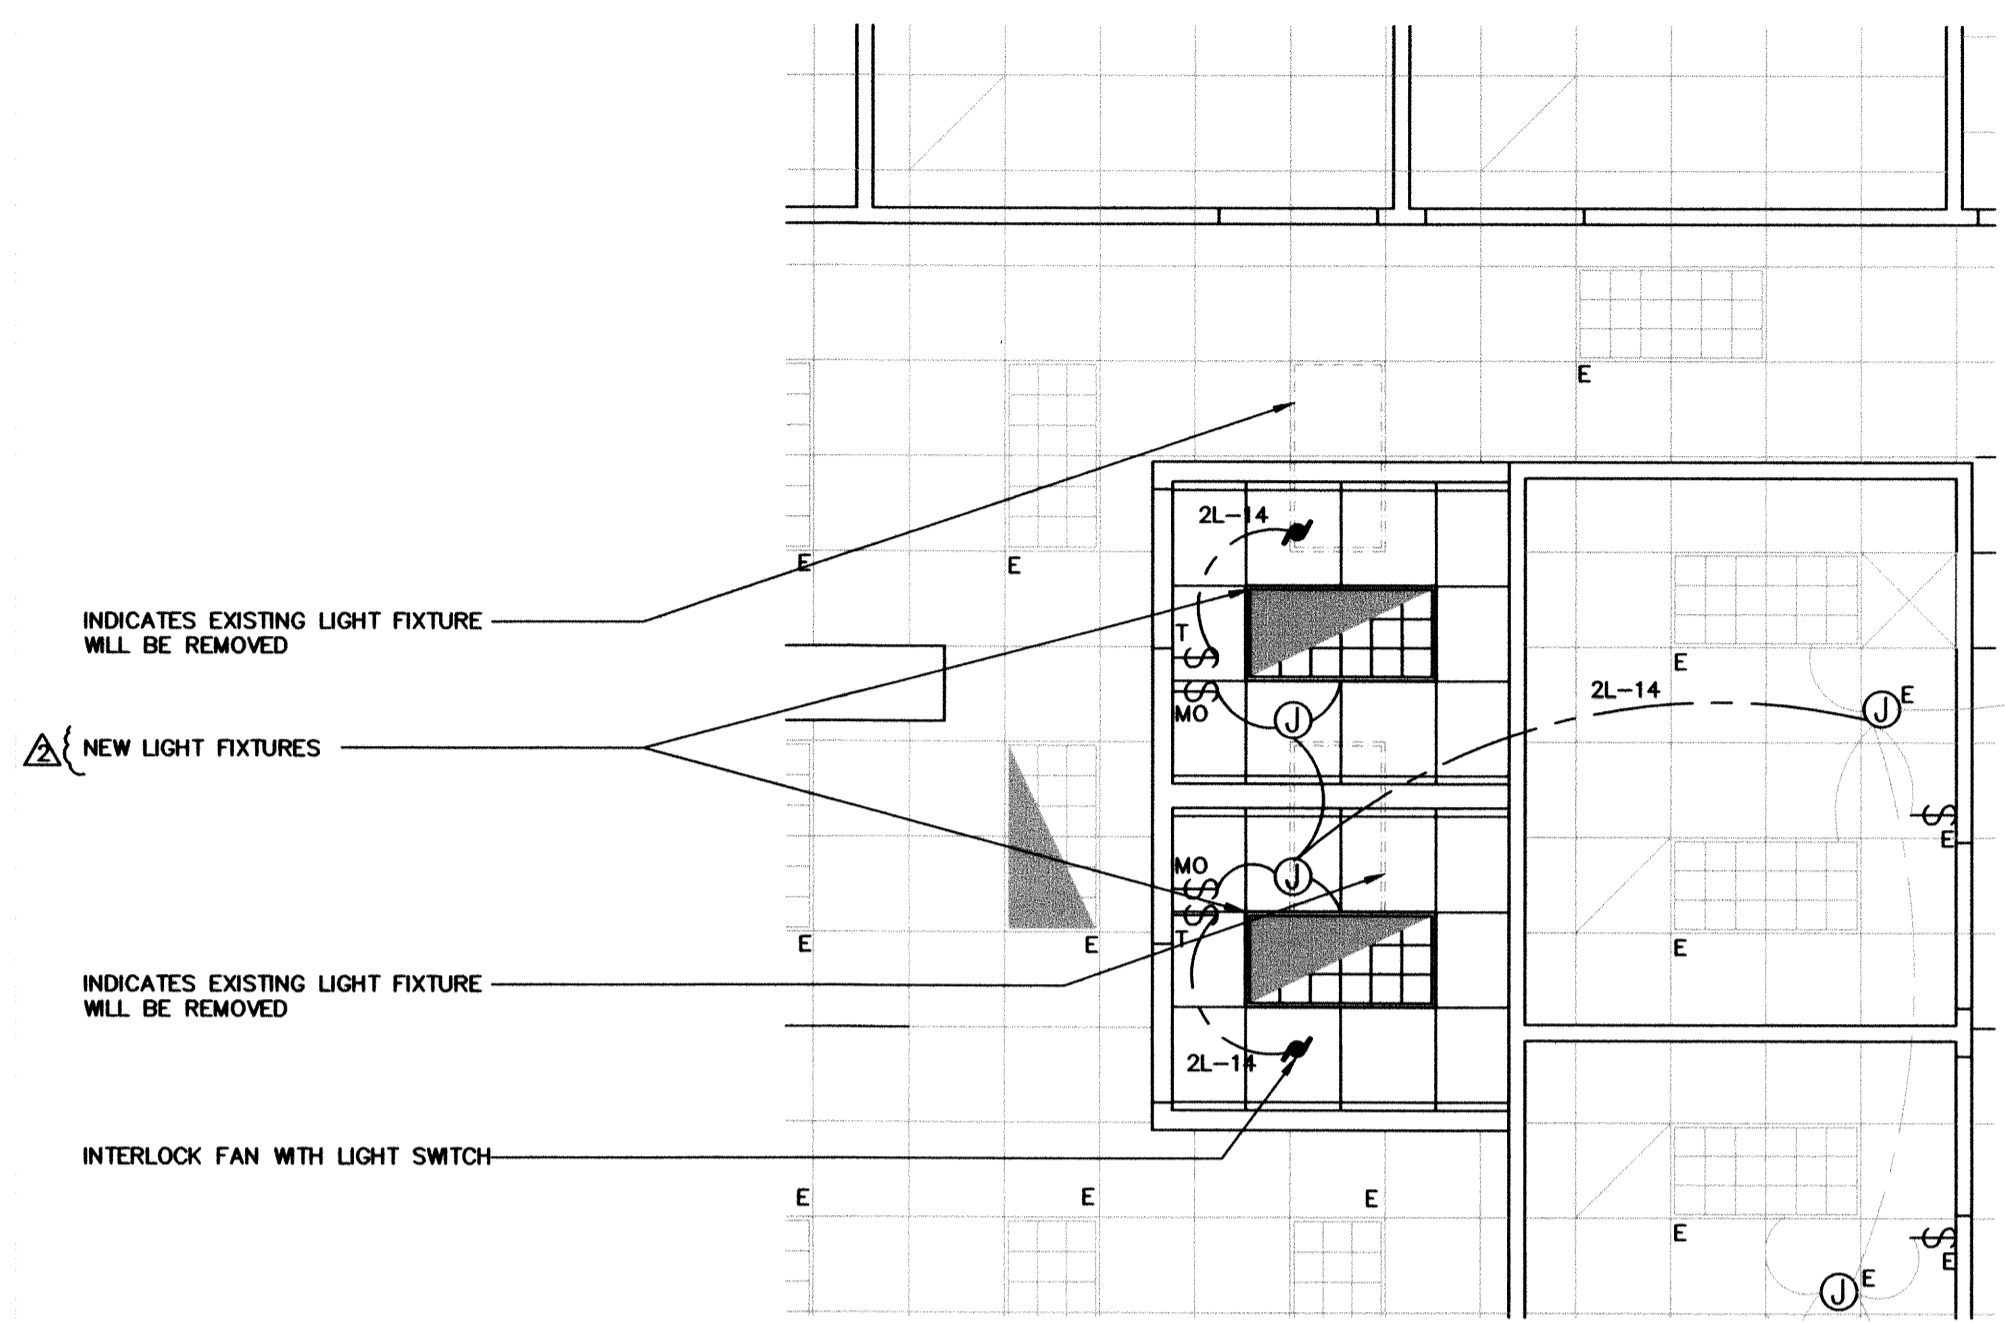 E
E
E
2L-14
INDICATES EXISTING LIGHT FIXTURE
WILL BE REMOVED
T
S
E
2L-14
E
J
S
MO
J
2
NEW LIGHT FIXTURES
S
E
MO
J
S
S
T
E
E
E
INDICATES EXISTING LIGHT FIXTURE
WILL BE REMOVED
2L-14
INTERLOCK FAN WITH LIGHT SWITCH
E
E
E
E
S
E
J
E